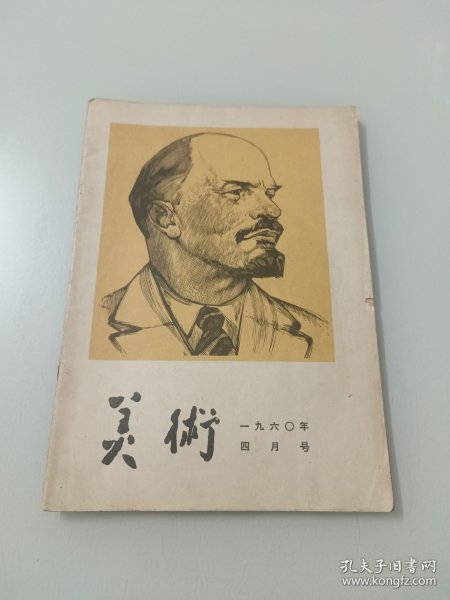 美術
一九六〇年
四月号
孔夫子旧书网
www.kongfz.com